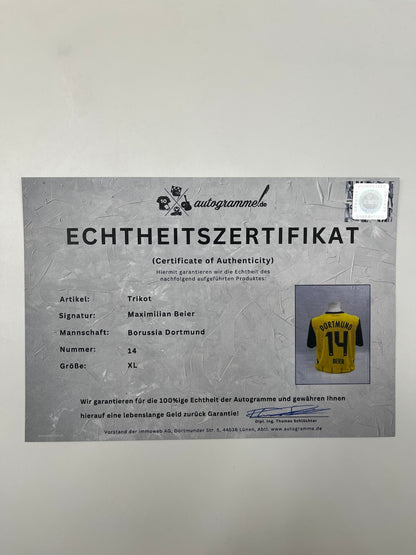 10
autogramme.de
ECHTHEITSZERTIFIKAT
(Certificate of Authenticity)
Hiermit garantieren wir die Echtheit des
nachfolgend aufgeführten Produktes:
Artikel: Trikot
Signatur: Maximilian Beier
Mannschaft: Borussia Dortmund
Nummer: 14
Größe: XL
DORTMUND
14
BEIER
Wir garantieren für die 100%ige Echtheit der Autogramme und gewähren Ihnen
hierauf eine lebenslange Geld zurück Garantie!
Dipl. Ing. Thomas Schlüchter
Vorstand der Immoweb AG, Dortmunder Str. 5, 44536 Lünen, Abtl. www.autogramme.de